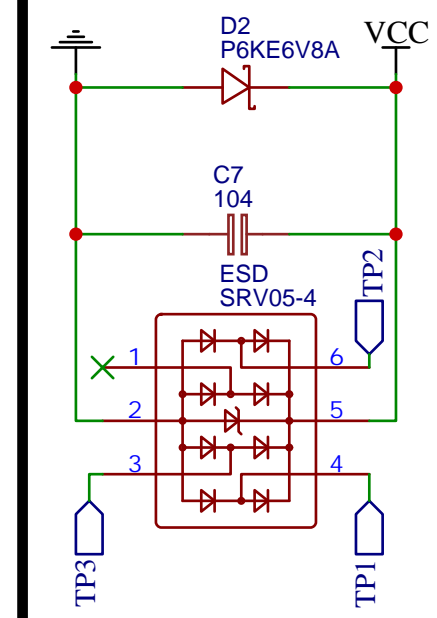 D2
P6KE6V8A
VCC
C7
104
ESD
SRV05-4
TP2
1
6
2
5
3
4
TP3
TP1